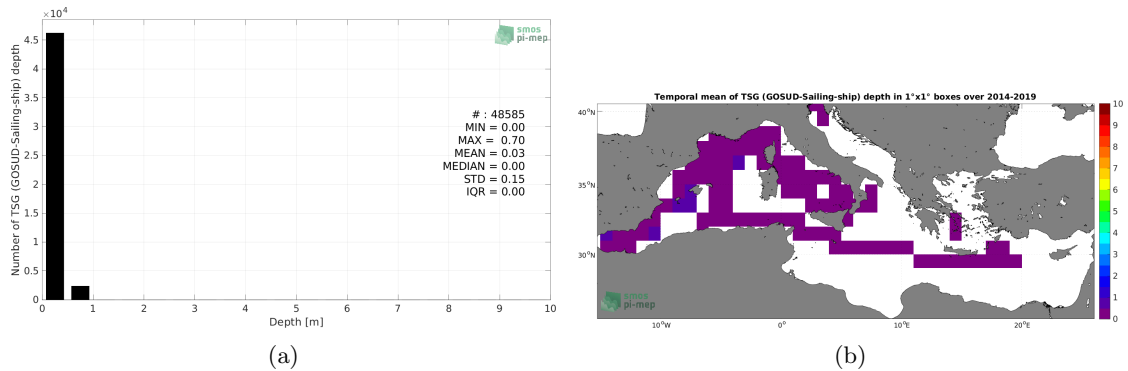 ×10⁴
4.5
4
3.5
3
2.5
2
1.5
1
0.5
0
0 1 2 3 4 5 6 7 8 9 10
Number of TSG (GOSUD-Sailing-ship) depth
Depth [m]
smos
pi-mep
# : 48585
MIN = 0.00
MAX = 0.70
MEAN = 0.03
MEDIAN = 0.00
STD = 0.15
IQR = 0.00
(a)
Temporal mean of TSG (GOSUD-Sailing-ship) depth in 1°x1° boxes over 2014-2019
40°N
35°N
30°N
10°W 0° 10°E 20°E
smos
pi-mep
10
9
8
7
6
5
4
3
2
1
0
(b)